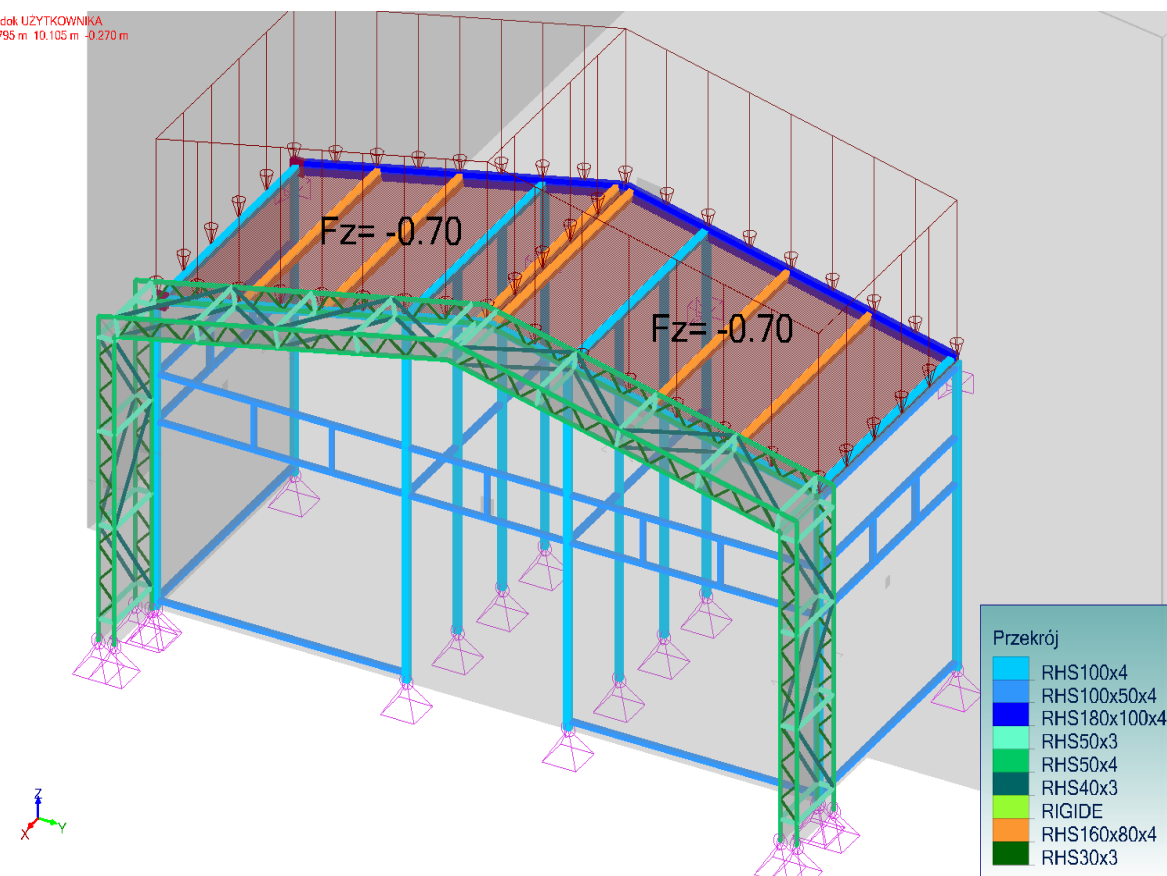 dok UŻYTKOWNIKA
795 m 10.105 m -0.270 m
Fz= -0.70
Fz= -0.70
Przekrój
RHS100x4
RHS100x50x4
RHS180x100x4
RHS50x3
RHS50x4
RHS40x3
RIGIDE
RHS160x80x4
RHS30x3
Z
X
Y